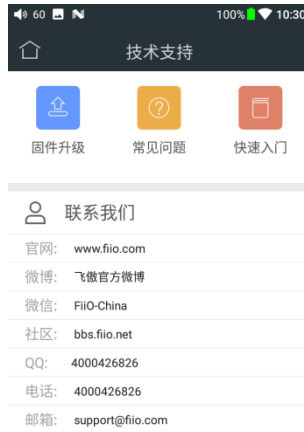 60 100% 10:30
技术支持
固件升级 常见问题 快速入门
联系我们
官网: www.fiio.com
微博: 飞傲官方微博
微信: FiiO-China
社区: bbs.fiio.net
QQ: 4000426826
电话: 4000426826
邮箱: support@fiio.com